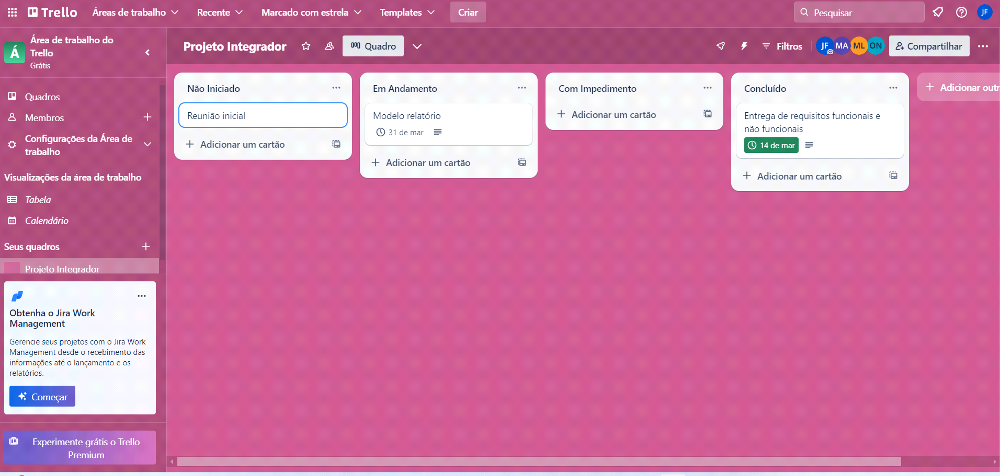 Trello
Áreas de trabalho
Recente
Marcado com estrela
Templates
Criar
Pesquisar
JF
Á
Área de trabalho do
Trello
Grátis
Projeto Integrador
Quadro
Filtros
JF
MA
ML
ON
Compartilhar
Quadros
Membros
Configurações da Área de
trabalho
Visualizações da área de trabalho
Tabela
Calendário
Seus quadros
Projeto Integrador
Obtenha o Jira Work
Management
Gerencie seus projetos com o Jira Work
Management desde o recebimento das
informações até o lançamento e os
relatórios.
Começar
Experimente grátis o Trello
Premium
Não Iniciado
Reunião inicial
Adicionar um cartão
Em Andamento
Modelo relatório
31 de mar
Adicionar um cartão
Com Impedimento
Adicionar um cartão
Concluído
Entrega de requisitos funcionais e
não funcionais
14 de mar
Adicionar um cartão
Adicionar outr